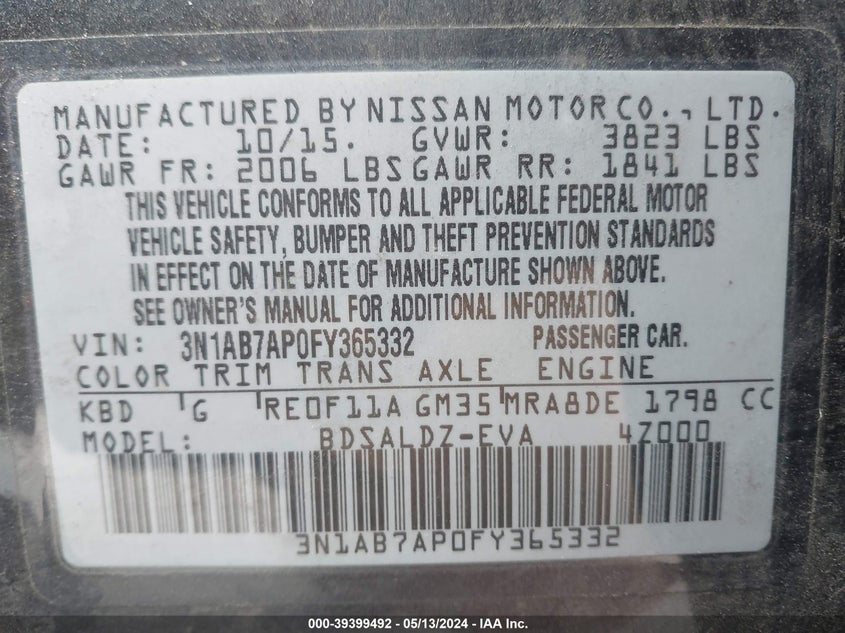 MANUFACTURED BY NISSAN MOTOR CO., LTD.
DATE: 10/15. GVWR: 3823 LBS
GAWR FR: 2006 LBS GAWR RR: 1841 LBS
THIS VEHICLE CONFORMS TO ALL APPLICABLE FEDERAL MOTOR
VEHICLE SAFETY, BUMPER AND THEFT PREVENTION STANDARDS
IN EFFECT ON THE DATE OF MANUFACTURE SHOWN ABOVE.
SEE OWNER'S MANUAL FOR ADDITIONAL INFORMATION.
VIN: 3N1AB7AP0FY365332 PASSENGER CAR.
COLOR TRIM TRANS AXLE ENGINE
KBD G RE0F11A GM35 MRA8DE 1798 CC
MODEL: BDSALDZ-EVA 4Z000
3N1AB7AP0FY365332
000-39399492 - 05/13/2024 - IAA Inc.